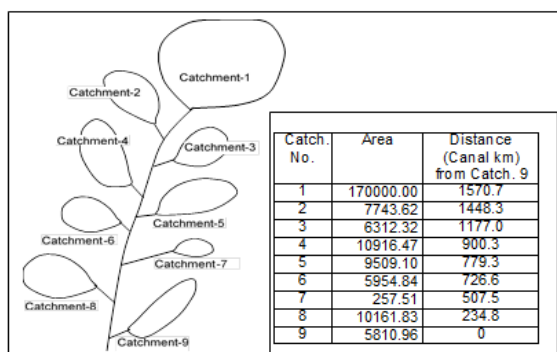 Catchment-1
Catchment-2
Catchment-3
Catchment-4
Catchment-5
Catchment-6
Catchment-7
Catchment-8
Catchment-9
Catch. No. Area Distance (Canal km) from Catch. 9
1 170000.00 1570.7
2 7743.62 1448.3
3 6312.32 1177.0
4 10916.47 900.3
5 9509.10 779.3
6 5954.84 726.6
7 257.51 507.5
8 10161.83 234.8
9 5810.96 0